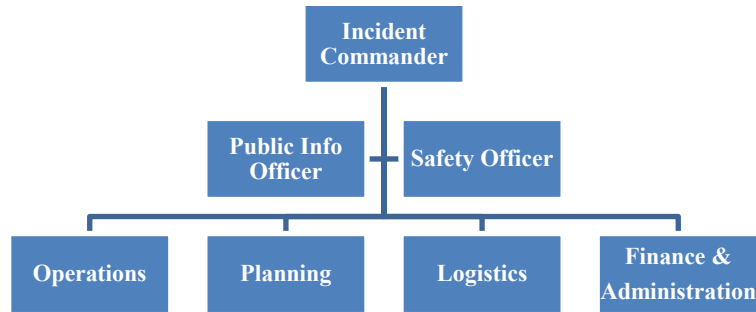 Incident
Commander
Public Info
Officer
Safety Officer
Operations
Planning
Logistics
Finance &
Administration